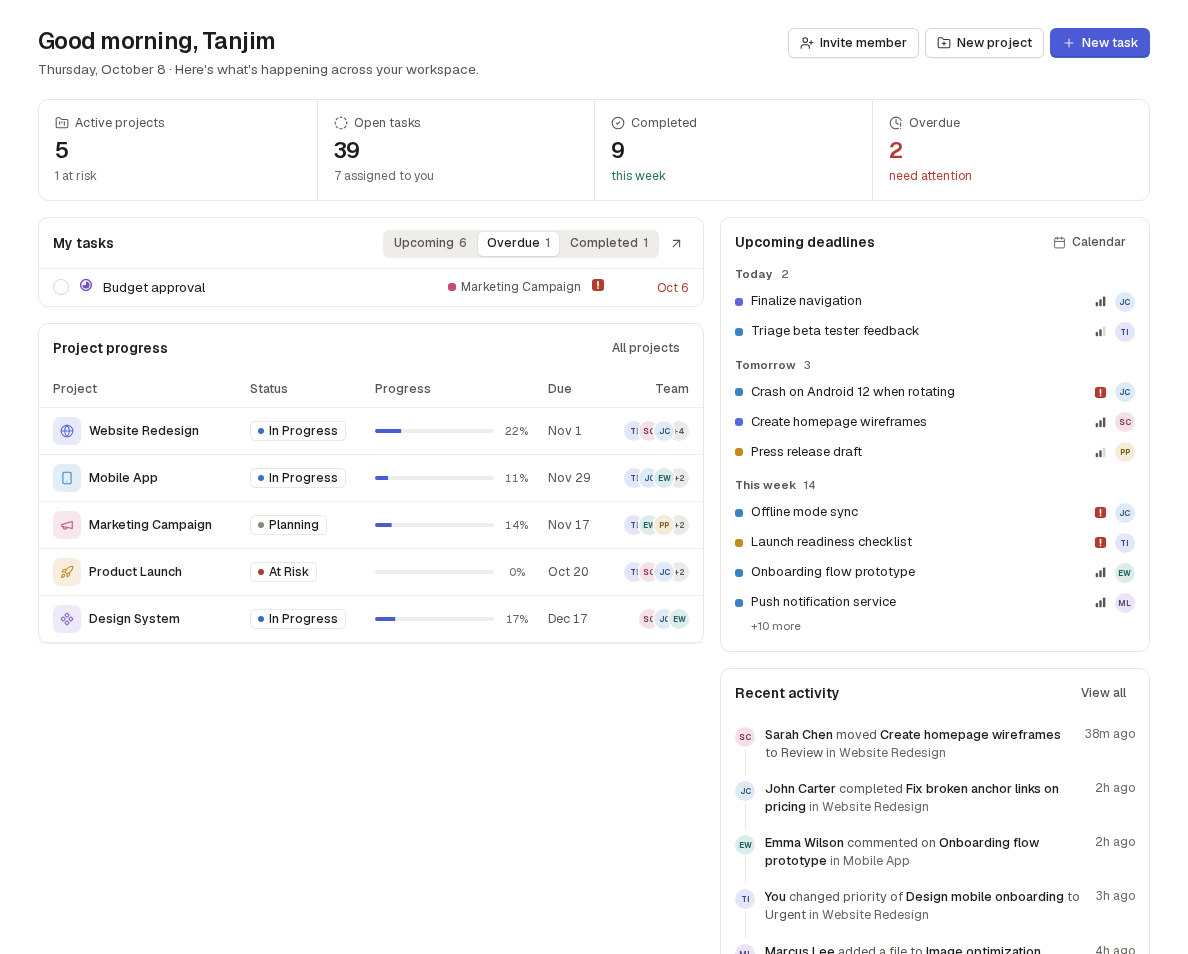 Good morning, Tanjim
Thursday, October 8 · Here's what's happening across your workspace.
Invite member
New project
New task
Active projects
5
1 at risk
Open tasks
39
7 assigned to you
Completed
9
this week
Overdue
2
need attention
My tasks
Upcoming 6
Overdue 1
Completed 1
Budget approval
Marketing Campaign
Oct 6
Project progress
All projects
Project Status Progress Due Team
Website Redesign In Progress 22% Nov 1 JC +4
Mobile App In Progress 11% Nov 29 EW +2
Marketing Campaign Planning 14% Nov 17 PP +2
Product Launch At Risk 0% Oct 20 JC +2
Design System In Progress 17% Dec 17 EW
Upcoming deadlines
Calendar
Today 2
Finalize navigation JC
Triage beta tester feedback TI
Tomorrow 3
Crash on Android 12 when rotating JC
Create homepage wireframes SC
Press release draft PP
This week 14
Offline mode sync JC
Launch readiness checklist TI
Onboarding flow prototype EW
Push notification service ML
+10 more
Recent activity
View all
SC Sarah Chen moved Create homepage wireframes 38m ago
to Review in Website Redesign
JC John Carter completed Fix broken anchor links on 2h ago
pricing in Website Redesign
EW Emma Wilson commented on Onboarding flow 2h ago
prototype in Mobile App
TI You changed priority of Design mobile onboarding to 3h ago
Urgent in Website Redesign
ML Marcus Lee added a file to Image optimization 4h ago